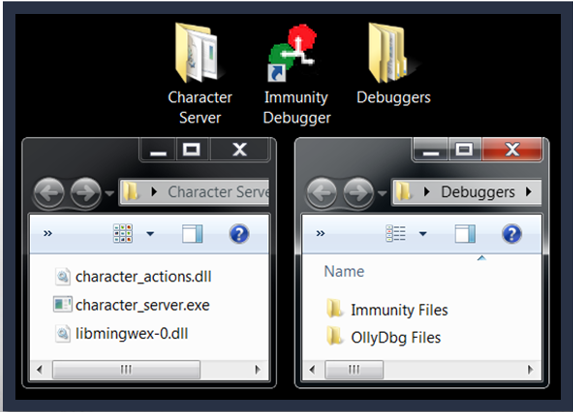 Character
Server
Immunity
Debugger
Debuggers
Character Serve
Debuggers
»
»
character_actions.dll
character_server.exe
libmingwex-0.dll
Name
Immunity Files
OllyDbg Files